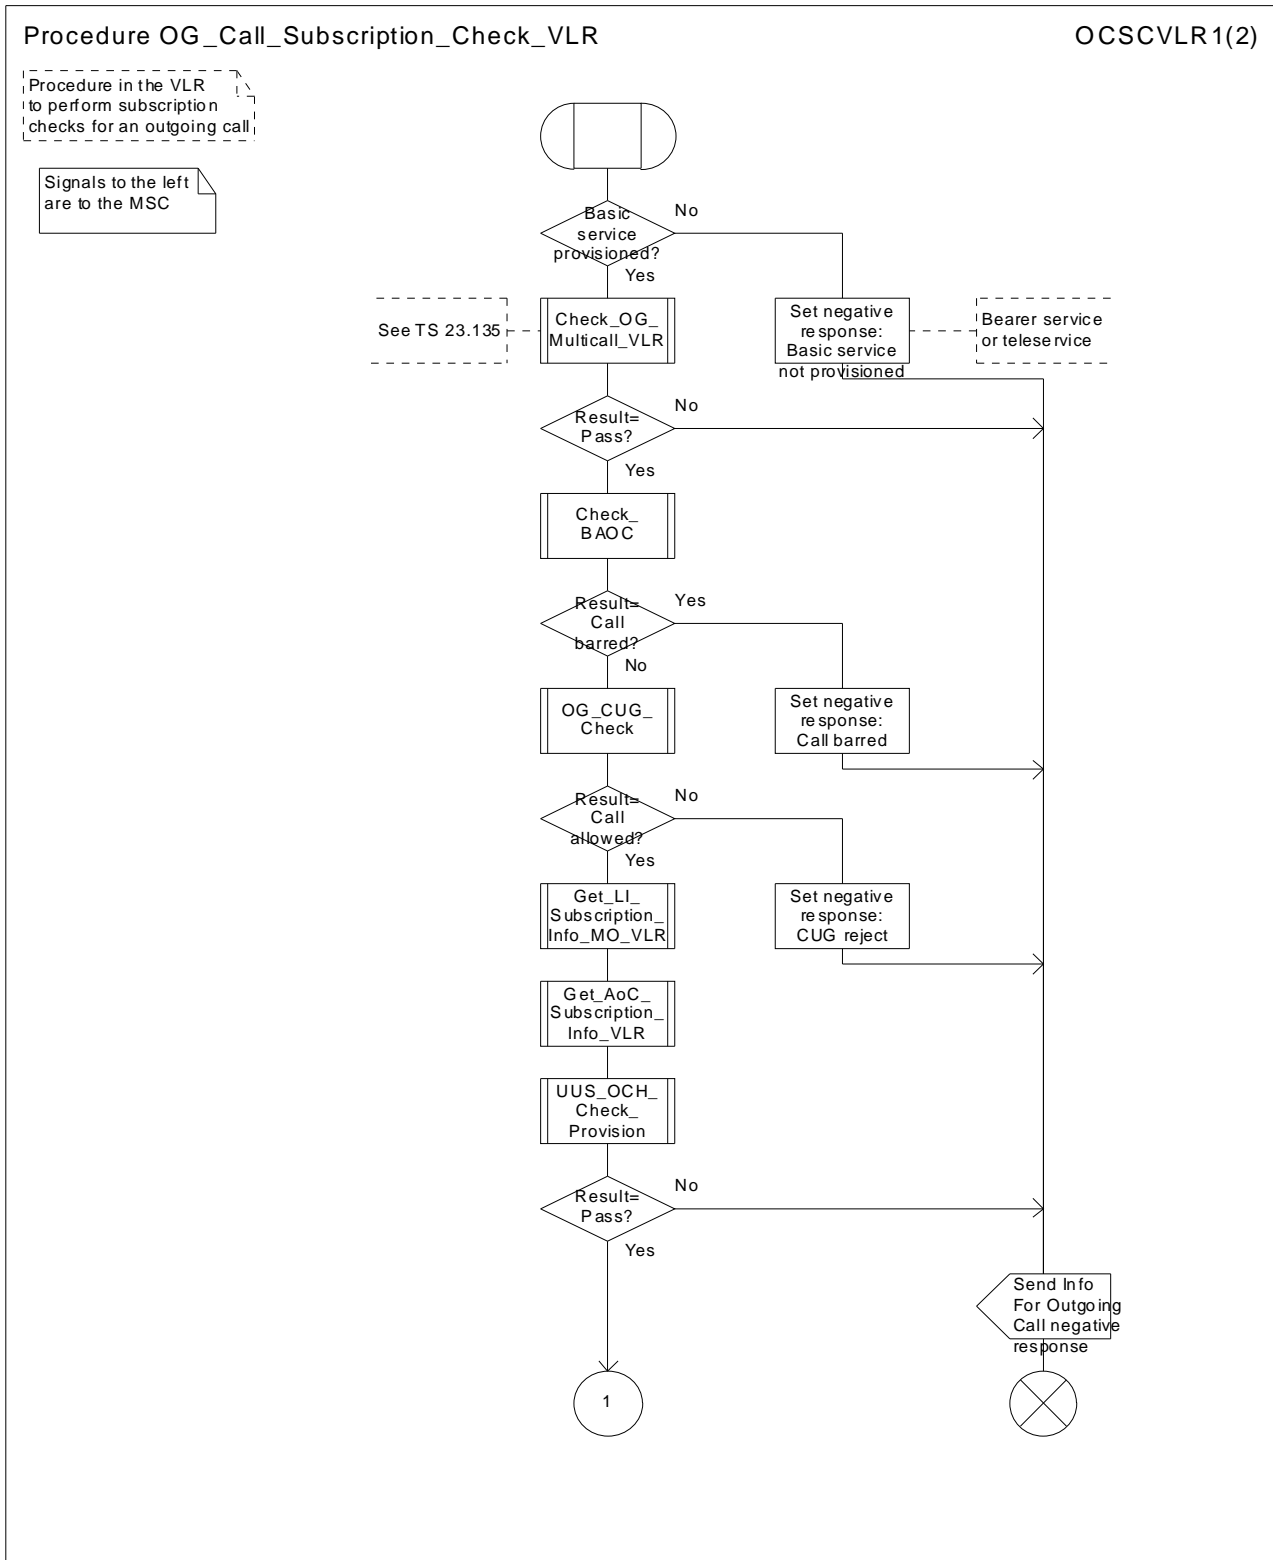 Procedure OG_Call_Subscription_Check_VLR
OCSCVLR1(2)
Procedure in the VLR
to perform subscription
checks for an outgoing call
Signals to the left
are to the MSC
Basic
service
provisioned?
No
Yes
See TS 23.135
Check_OG_
Multicall_VLR
Set negative
response:
Basic service
not provisioned
Bearer service
or teleservice
Result=
Pass?
No
Yes
Check_
BAOC
Result=
Call
barred?
Yes
No
OG_CUG_
Check
Set negative
response:
Call barred
Result=
Call
allowed?
No
Yes
Get_LI_
Subscription_
Info_MO_VLR
Set negative
response:
CUG reject
Get_AoC_
Subscription_
Info_VLR
UUS_OCH_
Check_
Provision
Result=
Pass?
No
Yes
Send Info
For Outgoing
Call negative
response
1